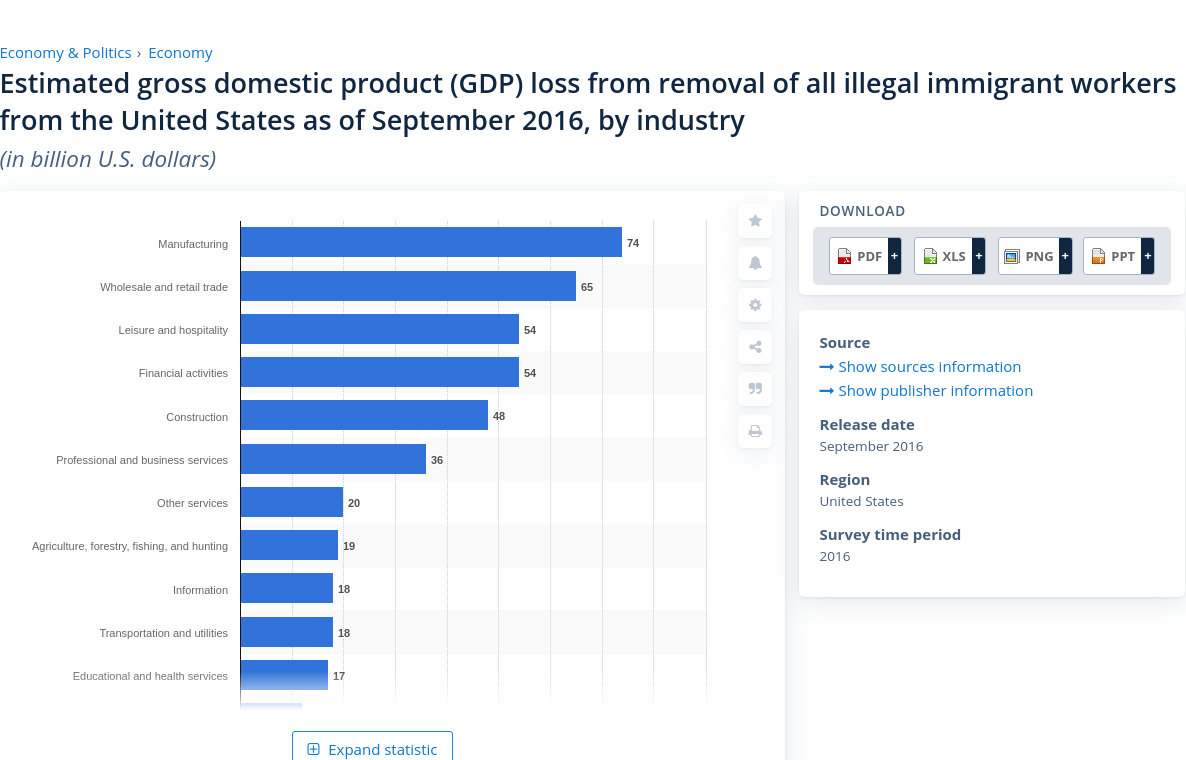 Economy & Politics › Economy
Estimated gross domestic product (GDP) loss from removal of all illegal immigrant workers
from the United States as of September 2016, by industry
(in billion U.S. dollars)
Manufacturing 74
Wholesale and retail trade 65
Leisure and hospitality 54
Financial activities 54
Construction 48
Professional and business services 36
Other services 20
Agriculture, forestry, fishing, and hunting 19
Information 18
Transportation and utilities 18
Educational and health services 17
Expand statistic
DOWNLOAD
PDF + XLS + PNG + PPT +
Source
Show sources information
Show publisher information
Release date
September 2016
Region
United States
Survey time period
2016